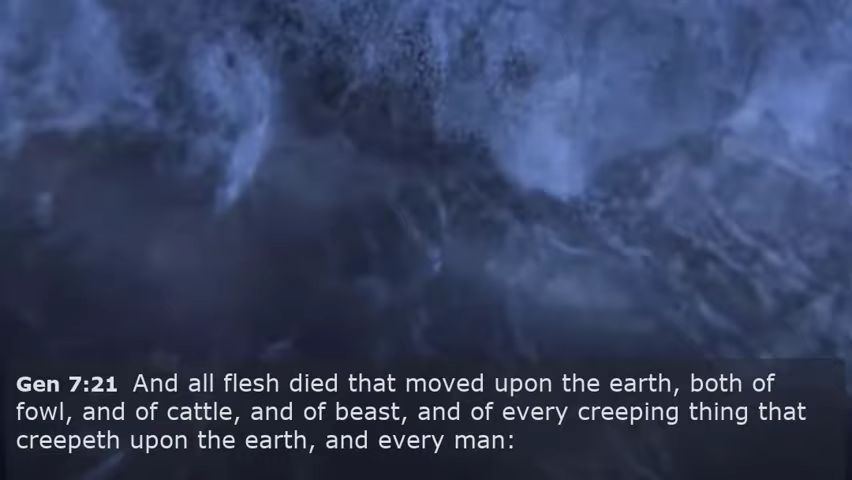 Gen 7:21 And all flesh died that moved upon the earth, both of
fowl, and of cattle, and of beast, and of every creeping thing that
creepeth upon the earth, and every man: